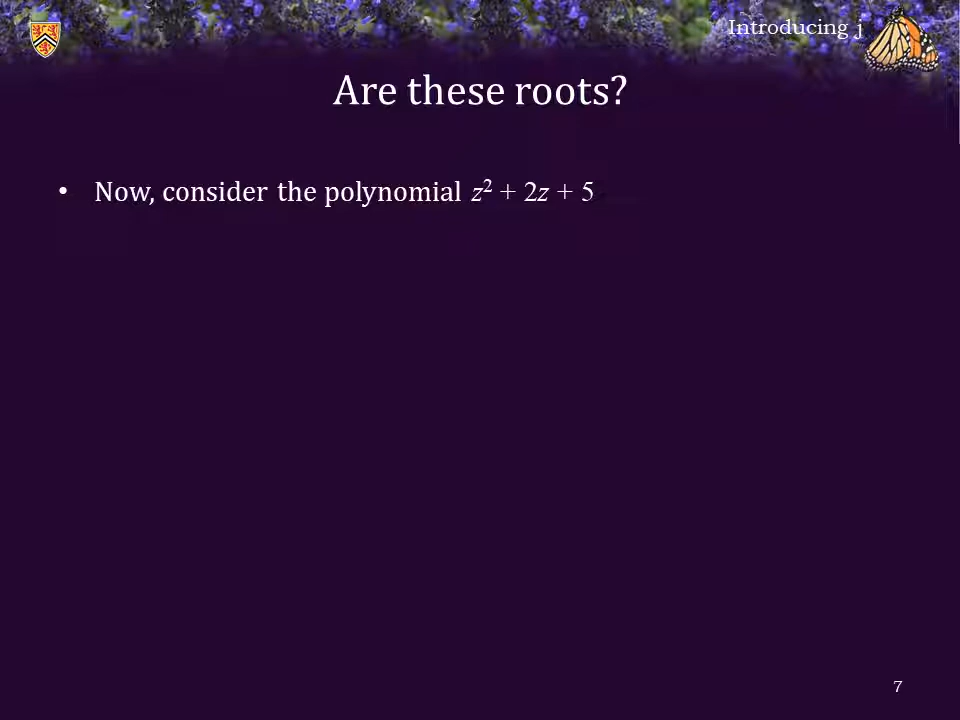 Introducing j
Are these roots?
• Now, consider the polynomial z² + 2z + 5
7